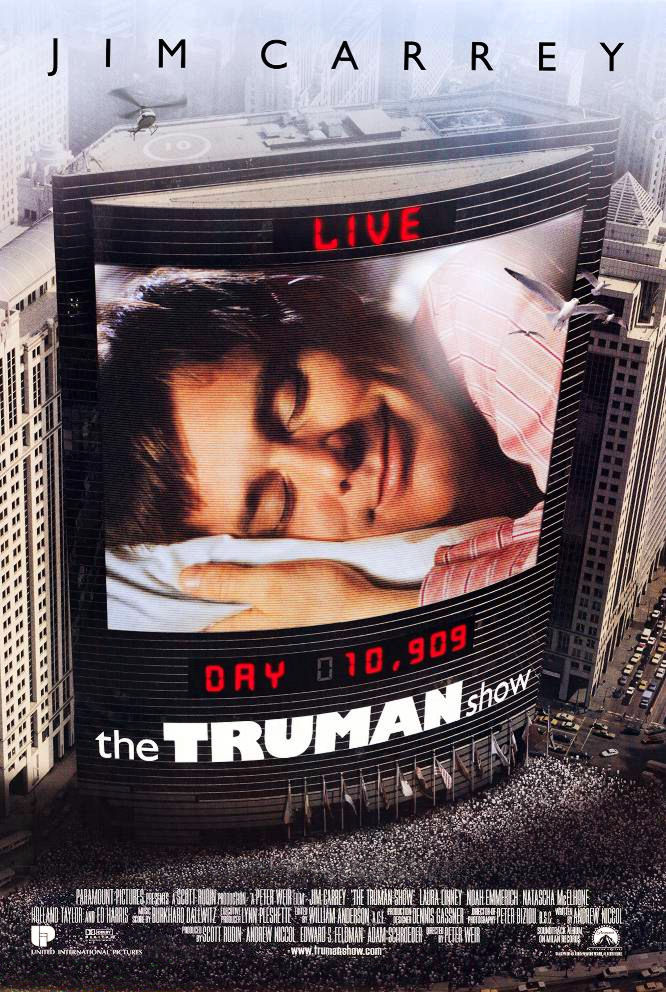 JIM CARREY
10
LIVE
DAY 10,909
the TRUMAN show
PARAMOUNT PICTURES PRESENTS A SCOTT RUDIN PRODUCTION A PETER WEIR FILM JIM CARREY "THE TRUMAN SHOW" LAURA LINNEY NOAH EMMERICH NATASCHA McELHONE
HOLLAND TAYLOR AND ED HARRIS MUSIC SCORE BY BURKHARD DALLWITZ EXECUTIVE PRODUCER LYNN PLESHETTE EDITED BY WILLIAM ANDERSON A.C.E. PRODUCTION DESIGNER DENNIS GASSNER DIRECTOR OF PHOTOGRAPHY PETER BIZIOU B.S.C. WRITTEN BY ANDREW NICCOL
PRODUCED BY SCOTT RUDIN ANDREW NICCOL EDWARD S. FELDMAN ADAM SCHROEDER DIRECTED BY PETER WEIR
SOUNDTRACK ALBUM ON MILAN RECORDS
UNITED INTERNATIONAL PICTURES
www.trumanshow.com